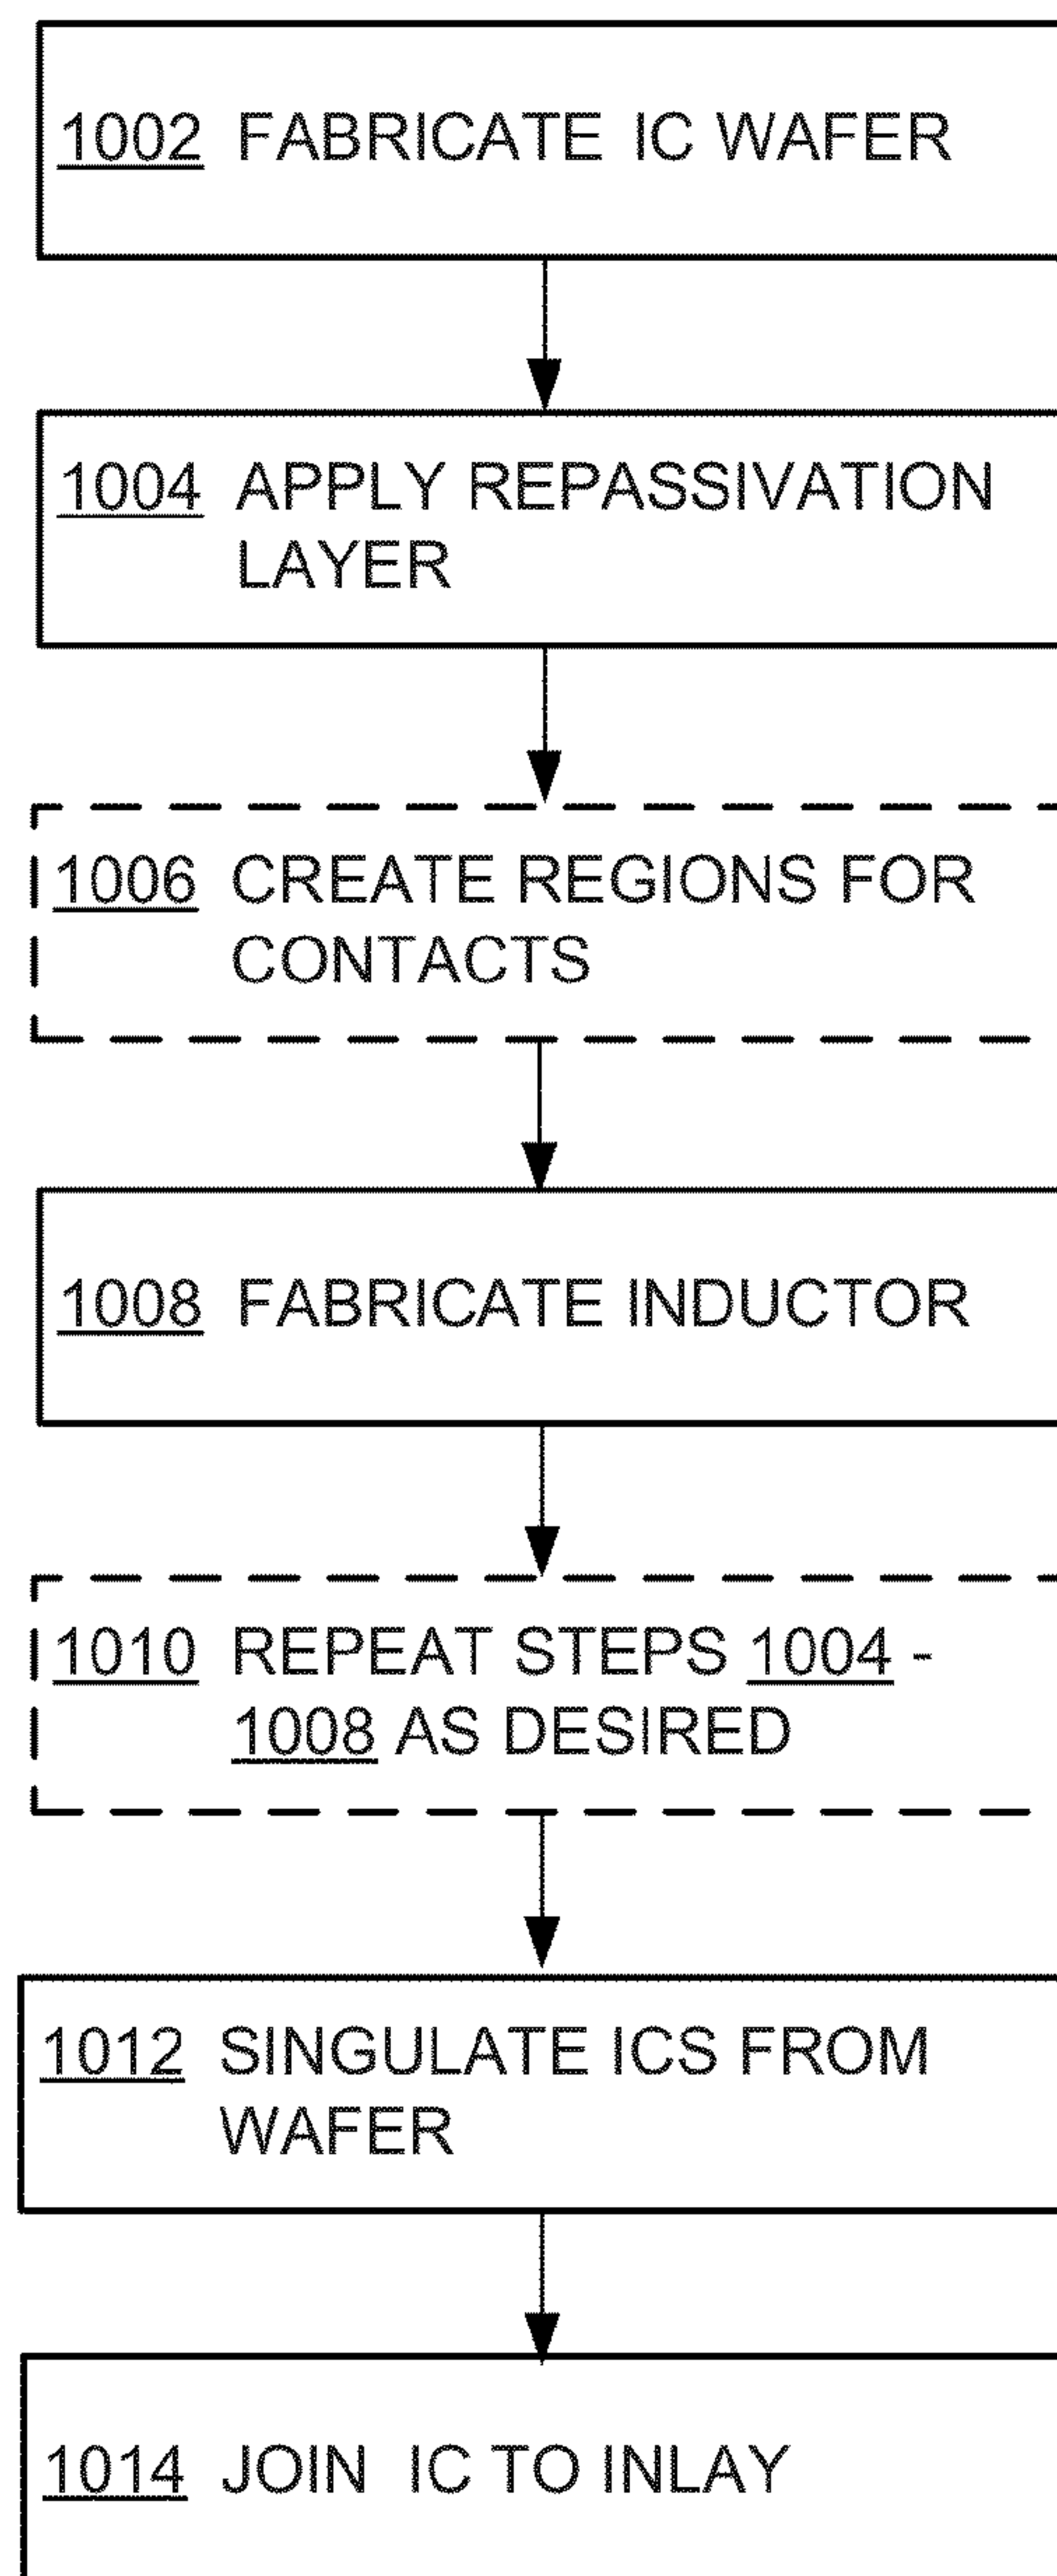 1002 FABRICATE IC WAFER
1004 APPLY REPASSIVATION
LAYER
1006 CREATE REGIONS FOR
CONTACTS
1008 FABRICATE INDUCTOR
1010 REPEAT STEPS 1004 -
1008 AS DESIRED
1012 SINGULATE ICS FROM
WAFER
1014 JOIN IC TO INLAY